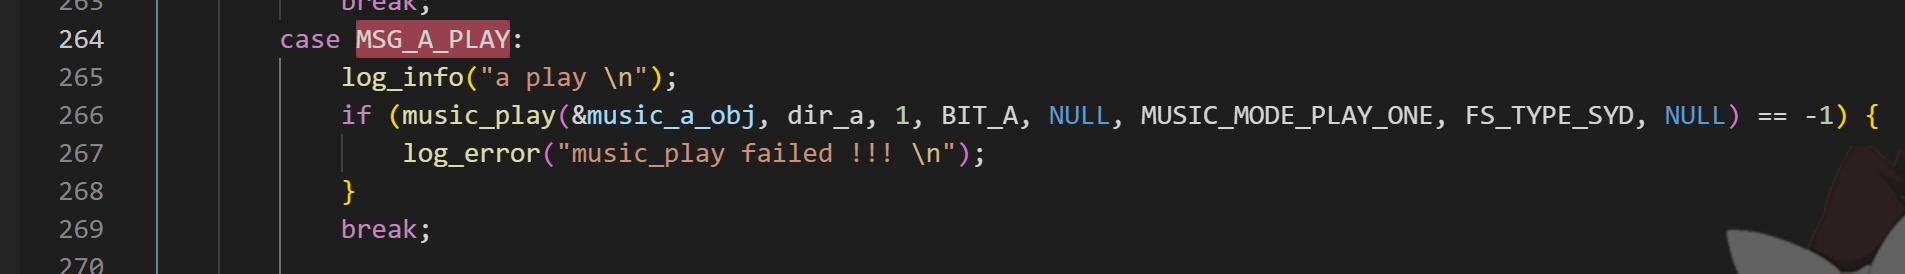 263 break;
264 case MSG_A_PLAY:
265 log_info("a play \n");
266 if (music_play(&music_a_obj, dir_a, 1, BIT_A, NULL, MUSIC_MODE_PLAY_ONE, FS_TYPE_SYD, NULL) == -1) {
267 log_error("music_play failed !!! \n");
268 }
269 break;
270